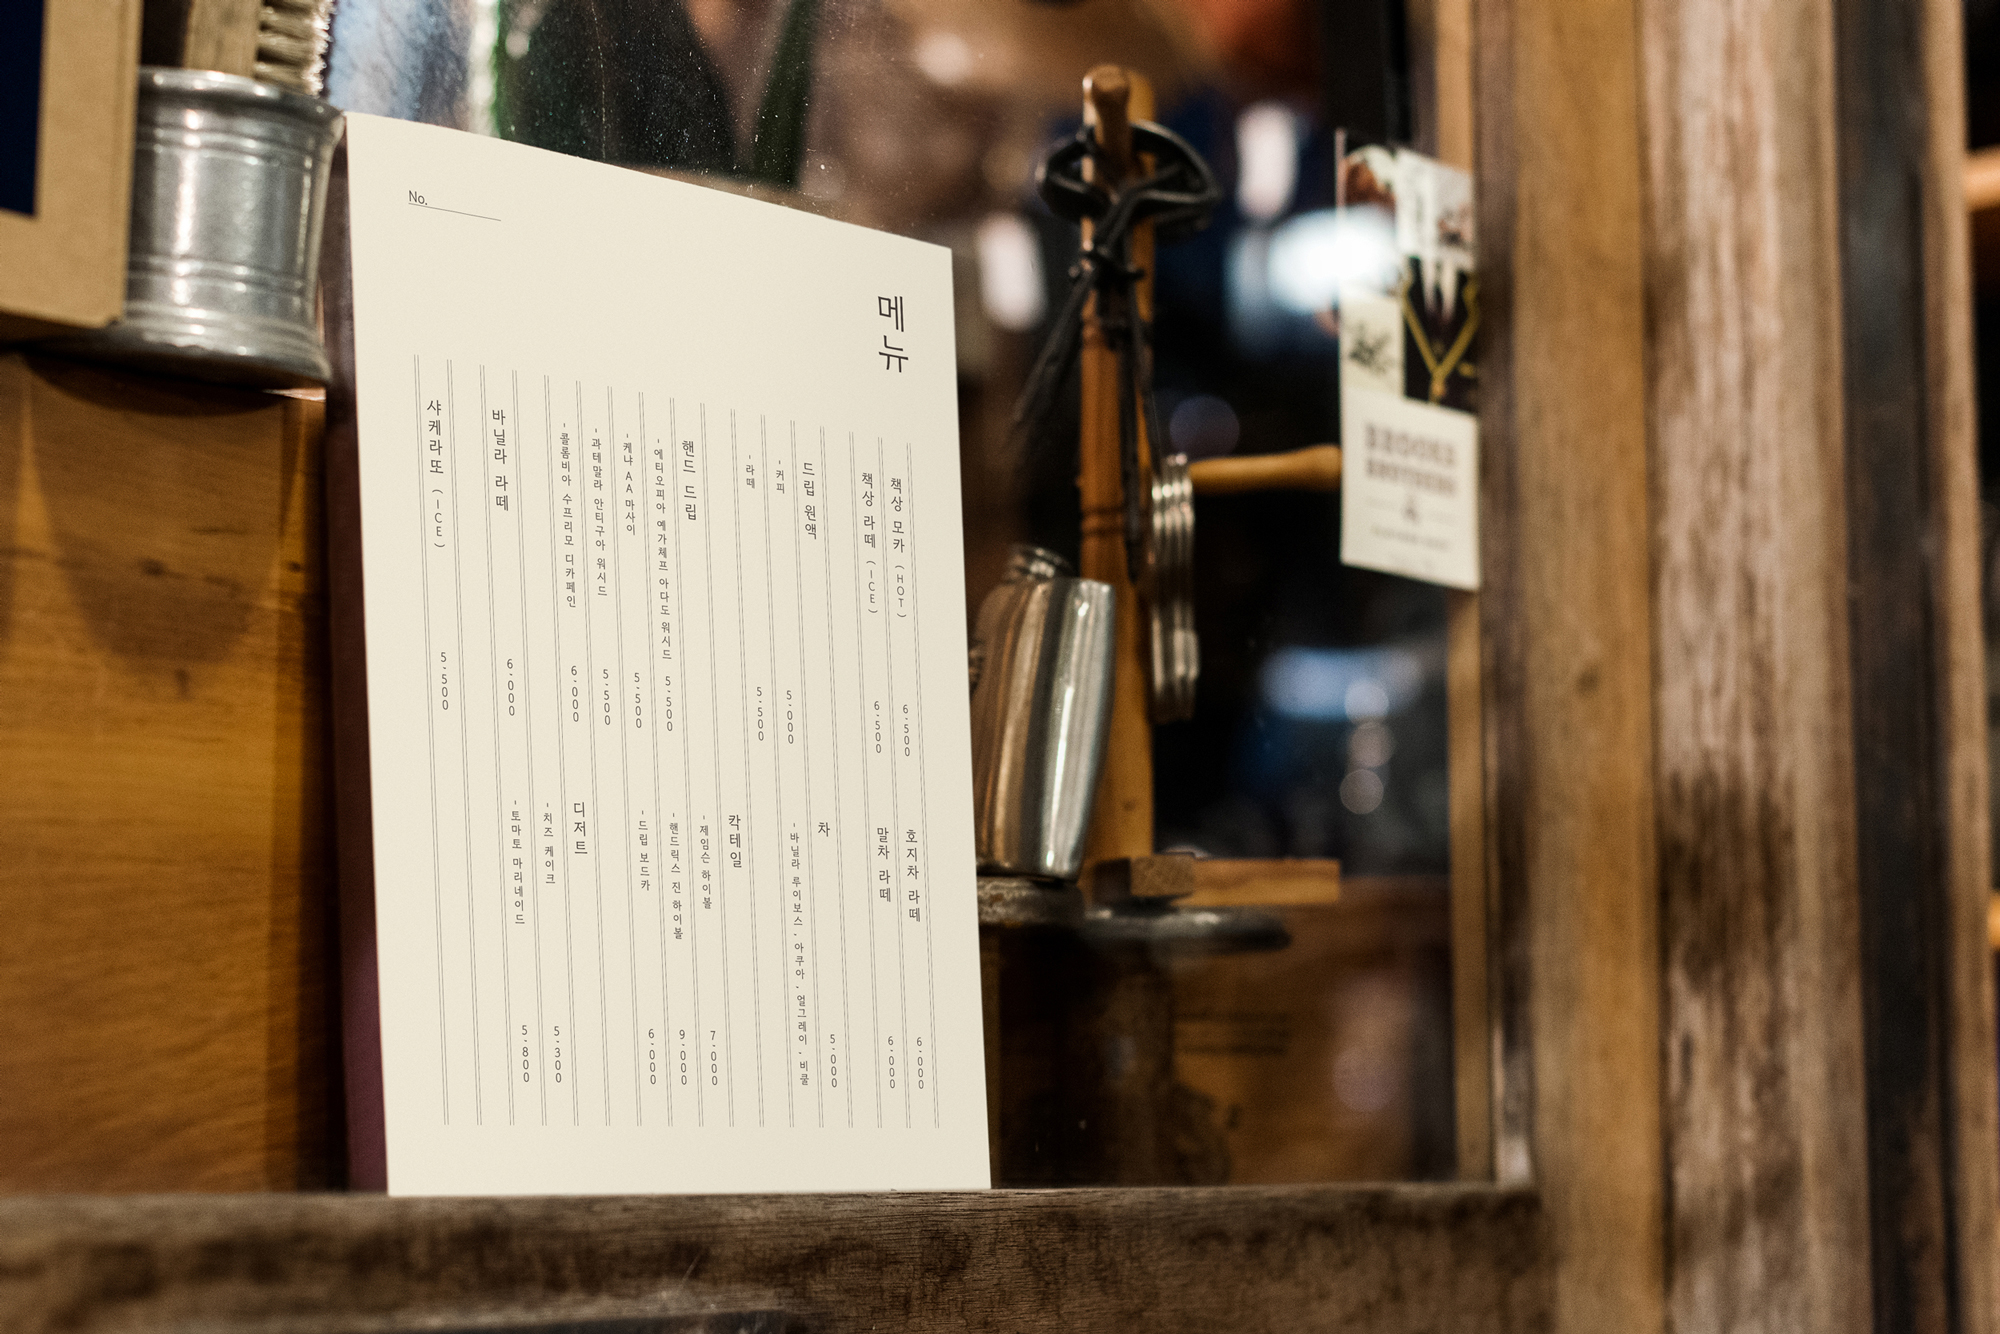 No.
메뉴
책상 모카 (HOT) 6-500
책상 라떼 (ICE) 6-500
드립 원액
- 커피 5-000
- 라떼 5-500
핸드 드립
- 에티오피아 예가체프 아다도 워시드 5-500
- 케냐 AA 마사이 5-500
- 과테말라 안티구아 워시드 5-500
- 콜롬비아 수프리모 디카페인 6-000
바닐라 라떼 6-000
샤케라또 (ICE) 5-500
호지차 라떼 6-000
말차 라떼 6-000
차 5-000
- 바닐라 루이보스, 아쿠아, 얼그레이, 비쿨
칵테일
- 제임슨 하이볼 7-000
- 핸드릭스 진 하이볼 9-000
- 드립 보드카 6-000
디저트
- 치즈 케이크 5-300
- 토마토 마리네이드 5-800
BROOKS
BROTHERS